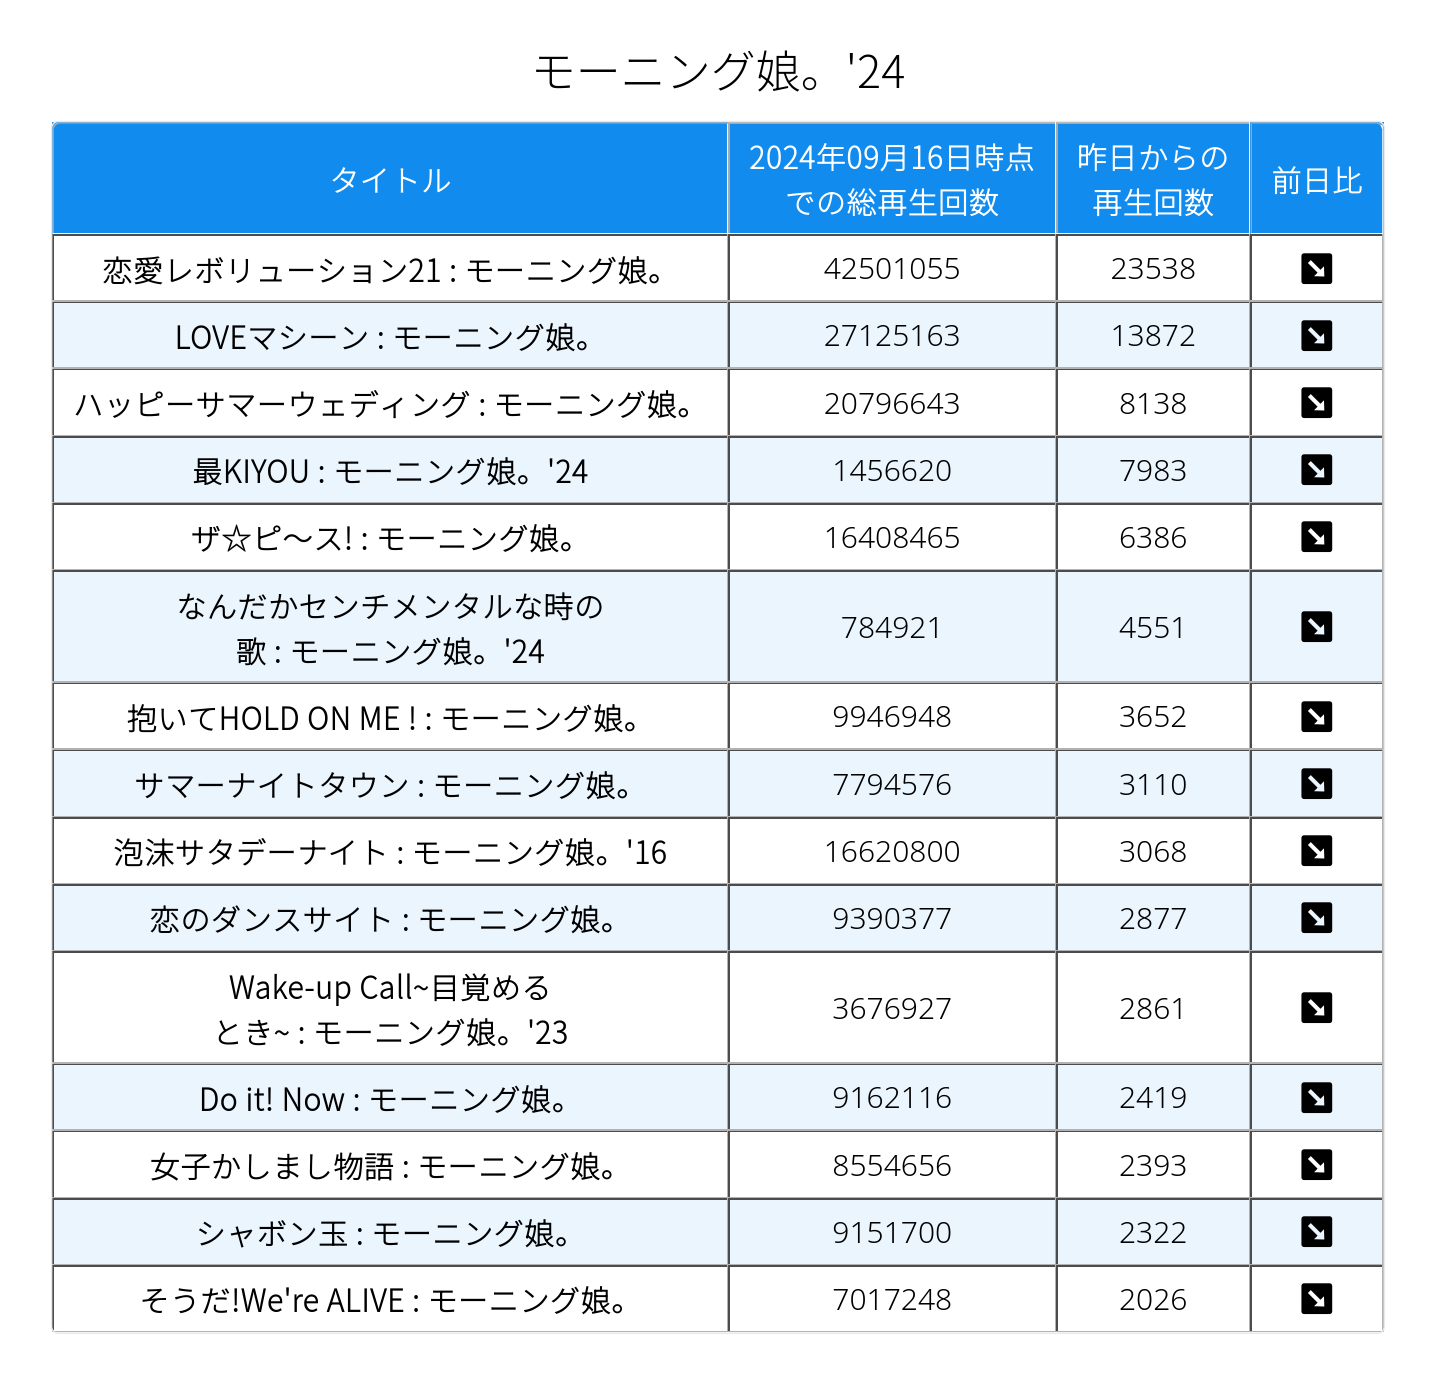 モーニング娘。'24
タイトル
2024年09月16日時点
での総再生回数
昨日からの
再生回数
前日比
恋愛レボリューション21 : モーニング娘。 42501055 23538 ↘
LOVEマシーン : モーニング娘。 27125163 13872 ↘
ハッピーサマーウェディング : モーニング娘。 20796643 8138 ↘
最KIYOU : モーニング娘。'24 1456620 7983 ↘
ザ☆ピ〜ス! : モーニング娘。 16408465 6386 ↘
なんだかセンチメンタルな時の
歌 : モーニング娘。'24 784921 4551 ↘
抱いてHOLD ON ME ! : モーニング娘。 9946948 3652 ↘
サマーナイトタウン : モーニング娘。 7794576 3110 ↘
泡沫サタデーナイト : モーニング娘。'16 16620800 3068 ↘
恋のダンスサイト : モーニング娘。 9390377 2877 ↘
Wake-up Call~目覚める
とき~ : モーニング娘。'23 3676927 2861 ↘
Do it! Now : モーニング娘。 9162116 2419 ↘
女子かしまし物語 : モーニング娘。 8554656 2393 ↘
シャボン玉 : モーニング娘。 9151700 2322 ↘
そうだ!We're ALIVE : モーニング娘。 7017248 2026 ↘